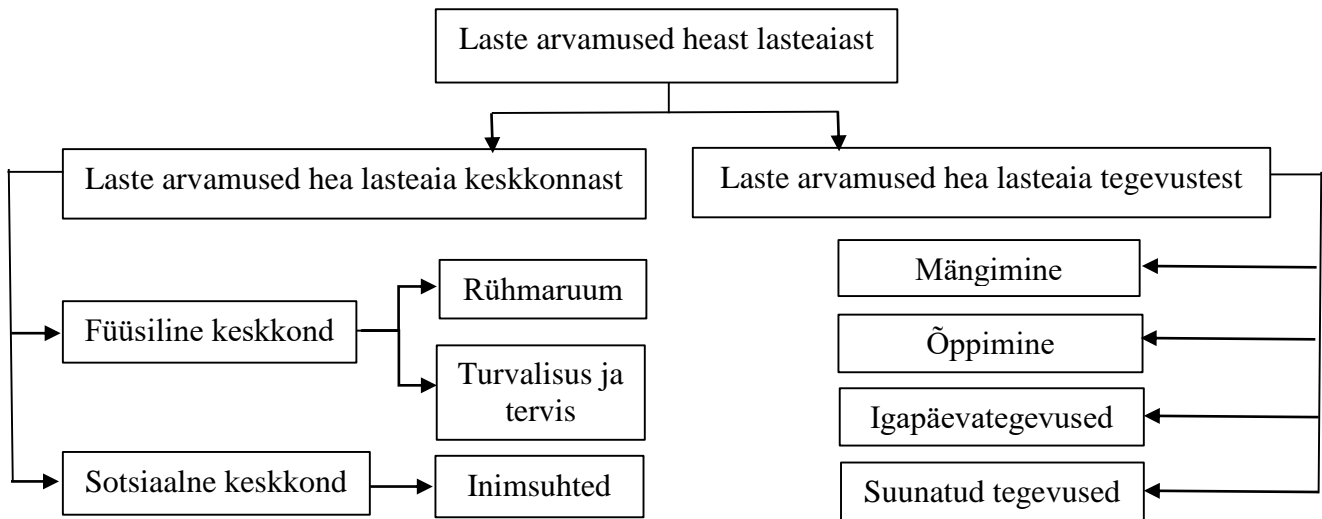 Laste arvamused heast lasteaiast
Laste arvamused hea lasteaia keskkonnast
Laste arvamused hea lasteaia tegevustest
Füüsiline keskkond
Rühmaruum
Turvalisus ja
tervis
Sotsiaalne keskkond
Inimsuhted
Mängimine
Õppimine
Igapäevategevused
Suunatud tegevused